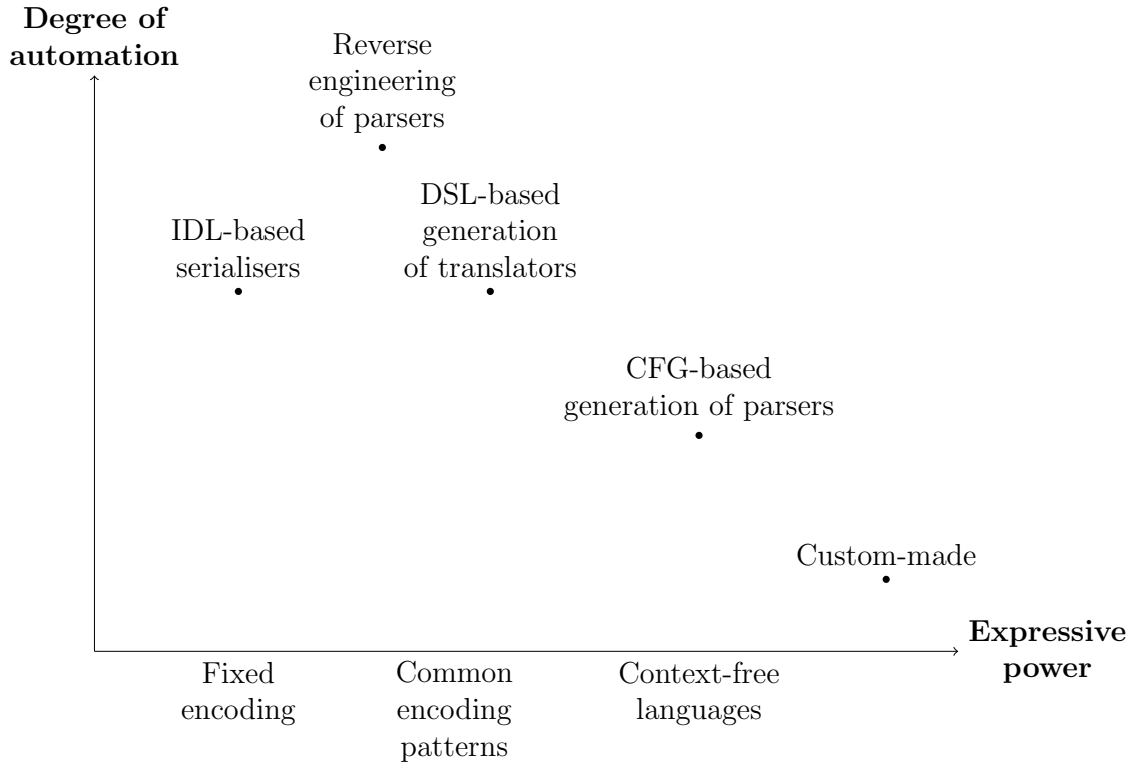 Degree of
automation
Reverse
engineering
of parsers
DSL-based
generation
of translators
IDL-based
serialisers
CFG-based
generation of parsers
Custom-made
Expressive
power
Fixed
encoding
Common
encoding
patterns
Context-free
languages